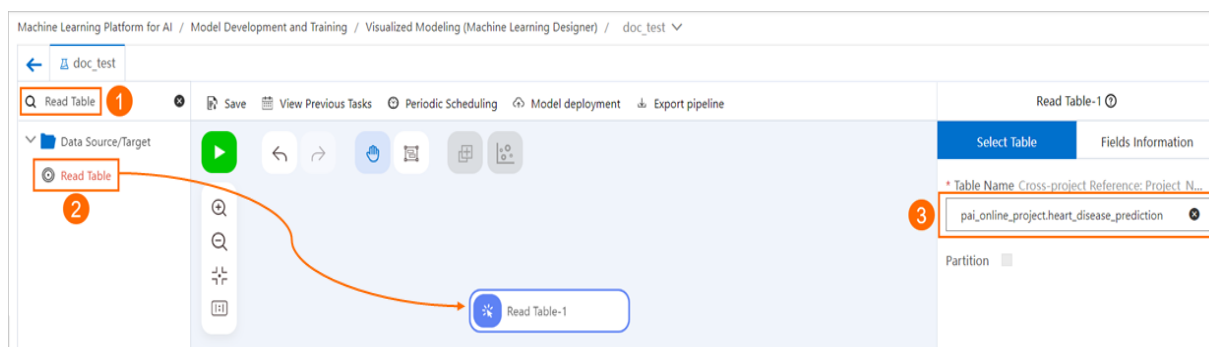 Machine Learning Platform for AI / Model Development and Training / Visualized Modeling (Machine Learning Designer) / doc_test
doc_test
Read Table
1
Save View Previous Tasks Periodic Scheduling Model deployment Export pipeline
Read Table-1
Data Source/Target
Read Table
2
Select Table Fields Information
* Table Name Cross-project Reference: Project N...
3
pai_online_project.heart_disease_prediction
Partition
Read Table-1